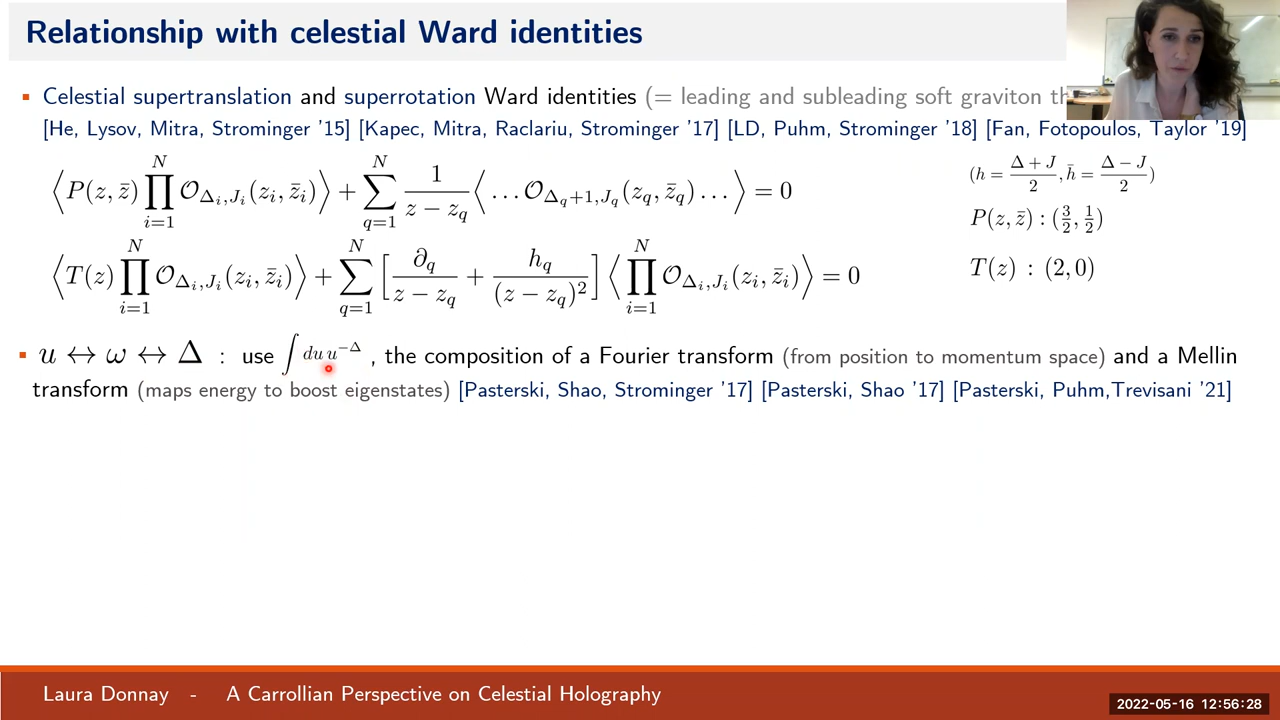 Relationship with celestial Ward identities
Celestial supertranslation and superrotation Ward identities (= leading and subleading soft graviton
[He, Lysov, Mitra, Strominger '15] [Kapec, Mitra, Raclariu, Strominger '17] [LD, Puhm, Strominger '18] [Fan, Fotopoulos, Taylor '19]
⟨P(z, z̄) ∏_{i=1}^{N} 𝒪_{Δ_i,J_i}(z_i, z̄_i)⟩ + ∑_{q=1}^{N} 1/(z − z_q) ⟨… 𝒪_{Δ_q+1,J_q}(z_q, z̄_q) …⟩ = 0
(h = (Δ + J)/2, h̄ = (Δ − J)/2)
P(z, z̄) : (3/2, 1/2)
⟨T(z) ∏_{i=1}^{N} 𝒪_{Δ_i,J_i}(z_i, z̄_i)⟩ + ∑_{q=1}^{N} [∂_q/(z − z_q) + h_q/(z − z_q)²] ⟨∏_{i=1}^{N} 𝒪_{Δ_i,J_i}(z_i, z̄_i)⟩ = 0
T(z) : (2, 0)
u ↔ ω ↔ Δ : use ∫ du u^{−Δ} , the composition of a Fourier transform (from position to momentum space) and a Mellin
transform (maps energy to boost eigenstates) [Pasterski, Shao, Strominger '17] [Pasterski, Shao '17] [Pasterski, Puhm,Trevisani '21]
Laura Donnay - A Carrollian Perspective on Celestial Holography
2022-05-16 12:56:28